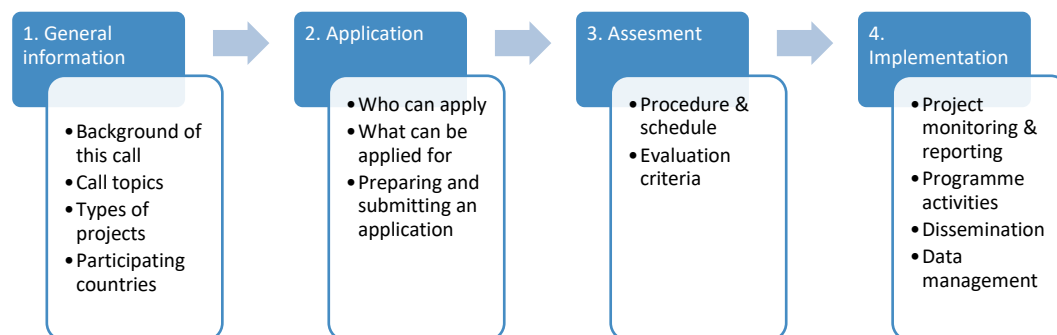 1. General
information
•Background of
this call
•Call topics
•Types of
projects
•Participating
countries
2. Application
•Who can apply
•What can be
applied for
•Preparing and
submitting an
application
3. Assesment
•Procedure &
schedule
•Evaluation
criteria
4.
Implementation
•Project
monitoring &
reporting
•Programme
activities
•Dissemination
•Data
management